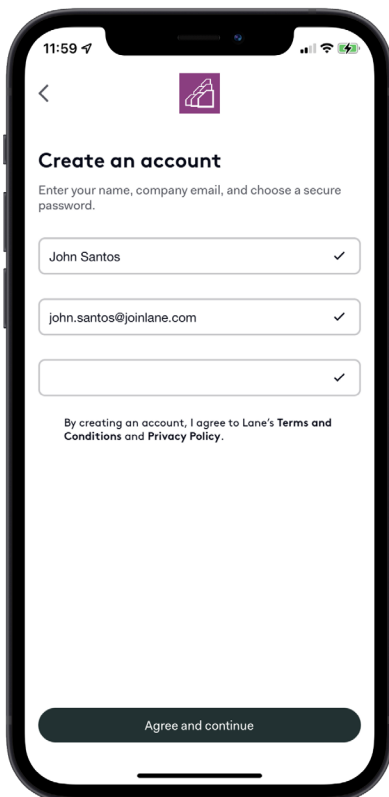 11:59
Create an account
Enter your name, company email, and choose a secure
password.
John Santos
john.santos@joinlane.com
By creating an account, I agree to Lane's Terms and
Conditions and Privacy Policy.
Agree and continue